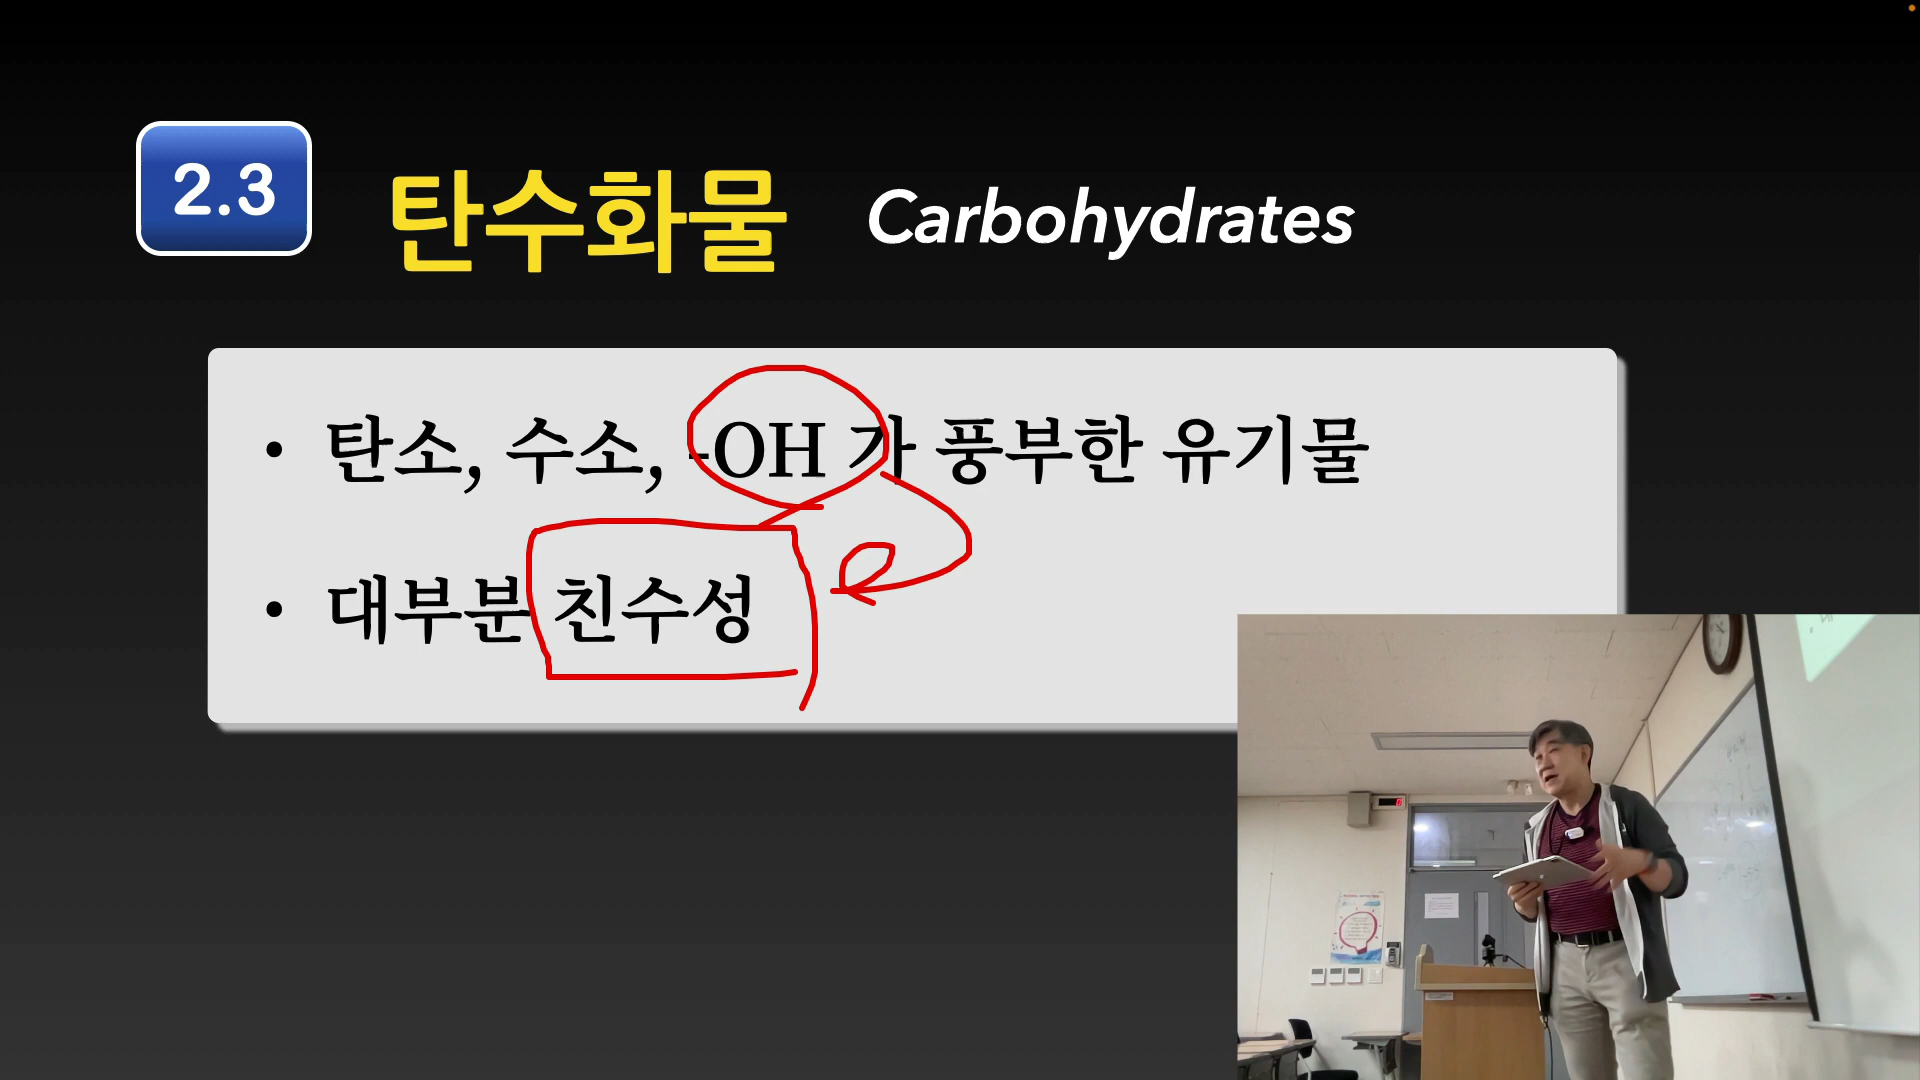 2.3 탄수화물 Carbohydrates
• 탄소, 수소, -OH 가 풍부한 유기물
• 대부분 친수성